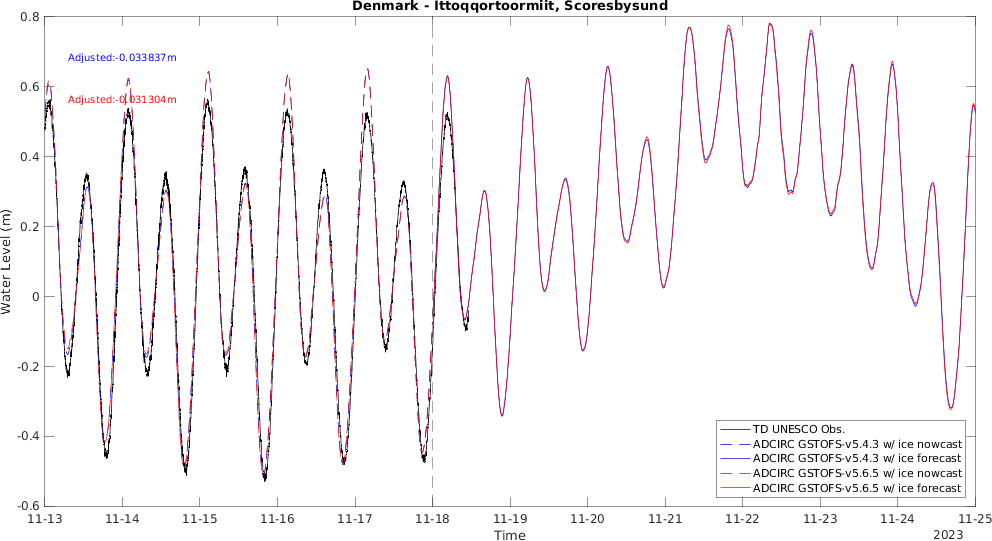 Denmark - Ittoqqortoormiit, Scoresbysund
0.8
0.6
0.4
0.2
0
-0.2
-0.4
-0.6
Water Level (m)
Adjusted:-0.033837m
Adjusted:-0.031304m
TD UNESCO Obs.
ADCIRC GSTOFS-v5.4.3 w/ ice nowcast
ADCIRC GSTOFS-v5.4.3 w/ ice forecast
ADCIRC GSTOFS-v5.6.5 w/ ice nowcast
ADCIRC GSTOFS-v5.6.5 w/ ice forecast
11-13 11-14 11-15 11-16 11-17 11-18 11-19 11-20 11-21 11-22 11-23 11-24 11-25
Time
2023